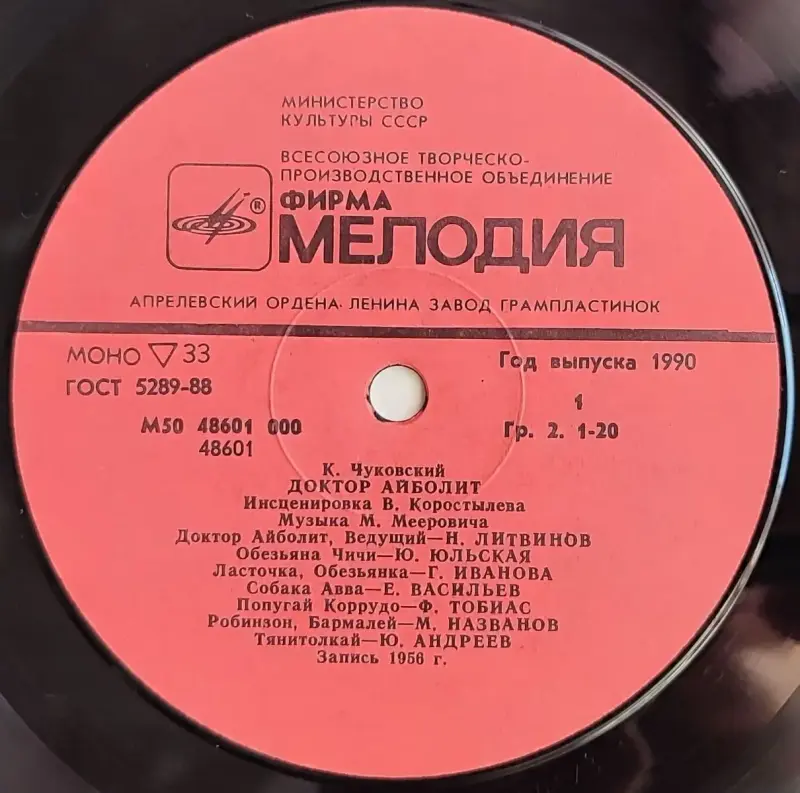 МИНИСТЕРСТВО
КУЛЬТУРЫ СССР
ВСЕСОЮЗНОЕ ТВОРЧЕСКО-
ПРОИЗВОДСТВЕННОЕ ОБЪЕДИНЕНИЕ
®
ФИРМА
МЕЛОДИЯ
АПРЕЛЕВСКИЙ ОРДЕНА ЛЕНИНА ЗАВОД ГРАМПЛАСТИНОК
МОНО ▽ 33
Год выпуска 1990
ГОСТ 5289-88
1
М50 48601 000
Гр. 2. 1-20
48601
К. Чуковский
ДОКТОР АЙБОЛИТ
Инсценировка В. Коростылева
Музыка М. Мееровича
Доктор Айболит, Ведущий—Н. ЛИТВИНОВ
Обезьяна Чичи—Ю. ЮЛЬСКАЯ
Ласточка, Обезьянка—Г. ИВАНОВА
Собака Авва—Е. ВАСИЛЬЕВ
Попугай Коррудо—Ф. ТОБИАС
Робинзон, Бармалей—М. НАЗВАНОВ
Тянитолкай—Ю. АНДРЕЕВ
Запись 1956 г.